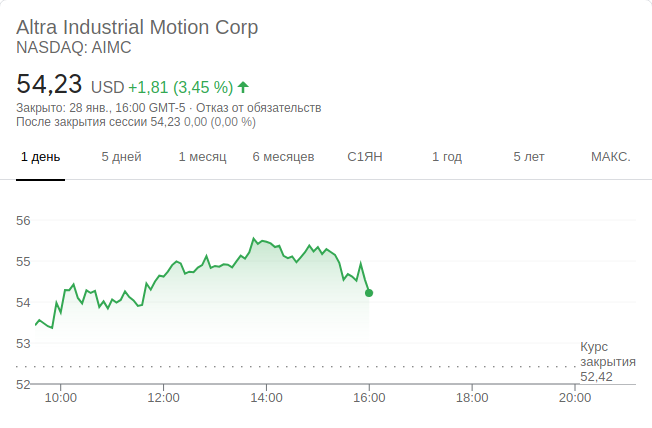 Altra Industrial Motion Corp
NASDAQ: AIMC
54,23 USD +1,81 (3,45 %)
Закрыто: 28 янв., 16:00 GMT-5 · Отказ от обязательств
После закрытия сессии 54,23 0,00 (0,00 %)
1 день 5 дней 1 месяц 6 месяцев С1ЯН 1 год 5 лет МАКС.
56
55
54
53
Курс
закрытия
52,42
52
10:00 12:00 14:00 16:00 18:00 20:00